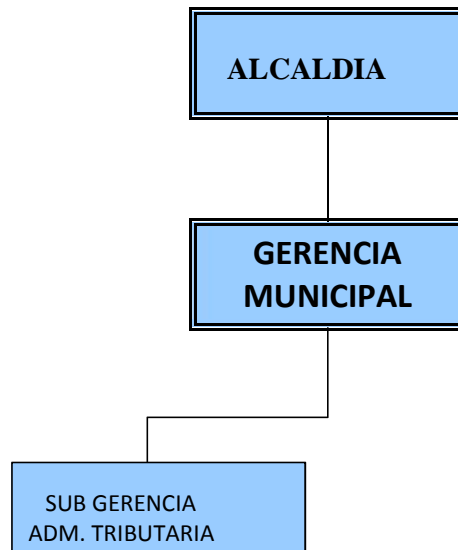 ALCALDIA
GERENCIA
MUNICIPAL
SUB GERENCIA
ADM. TRIBUTARIA